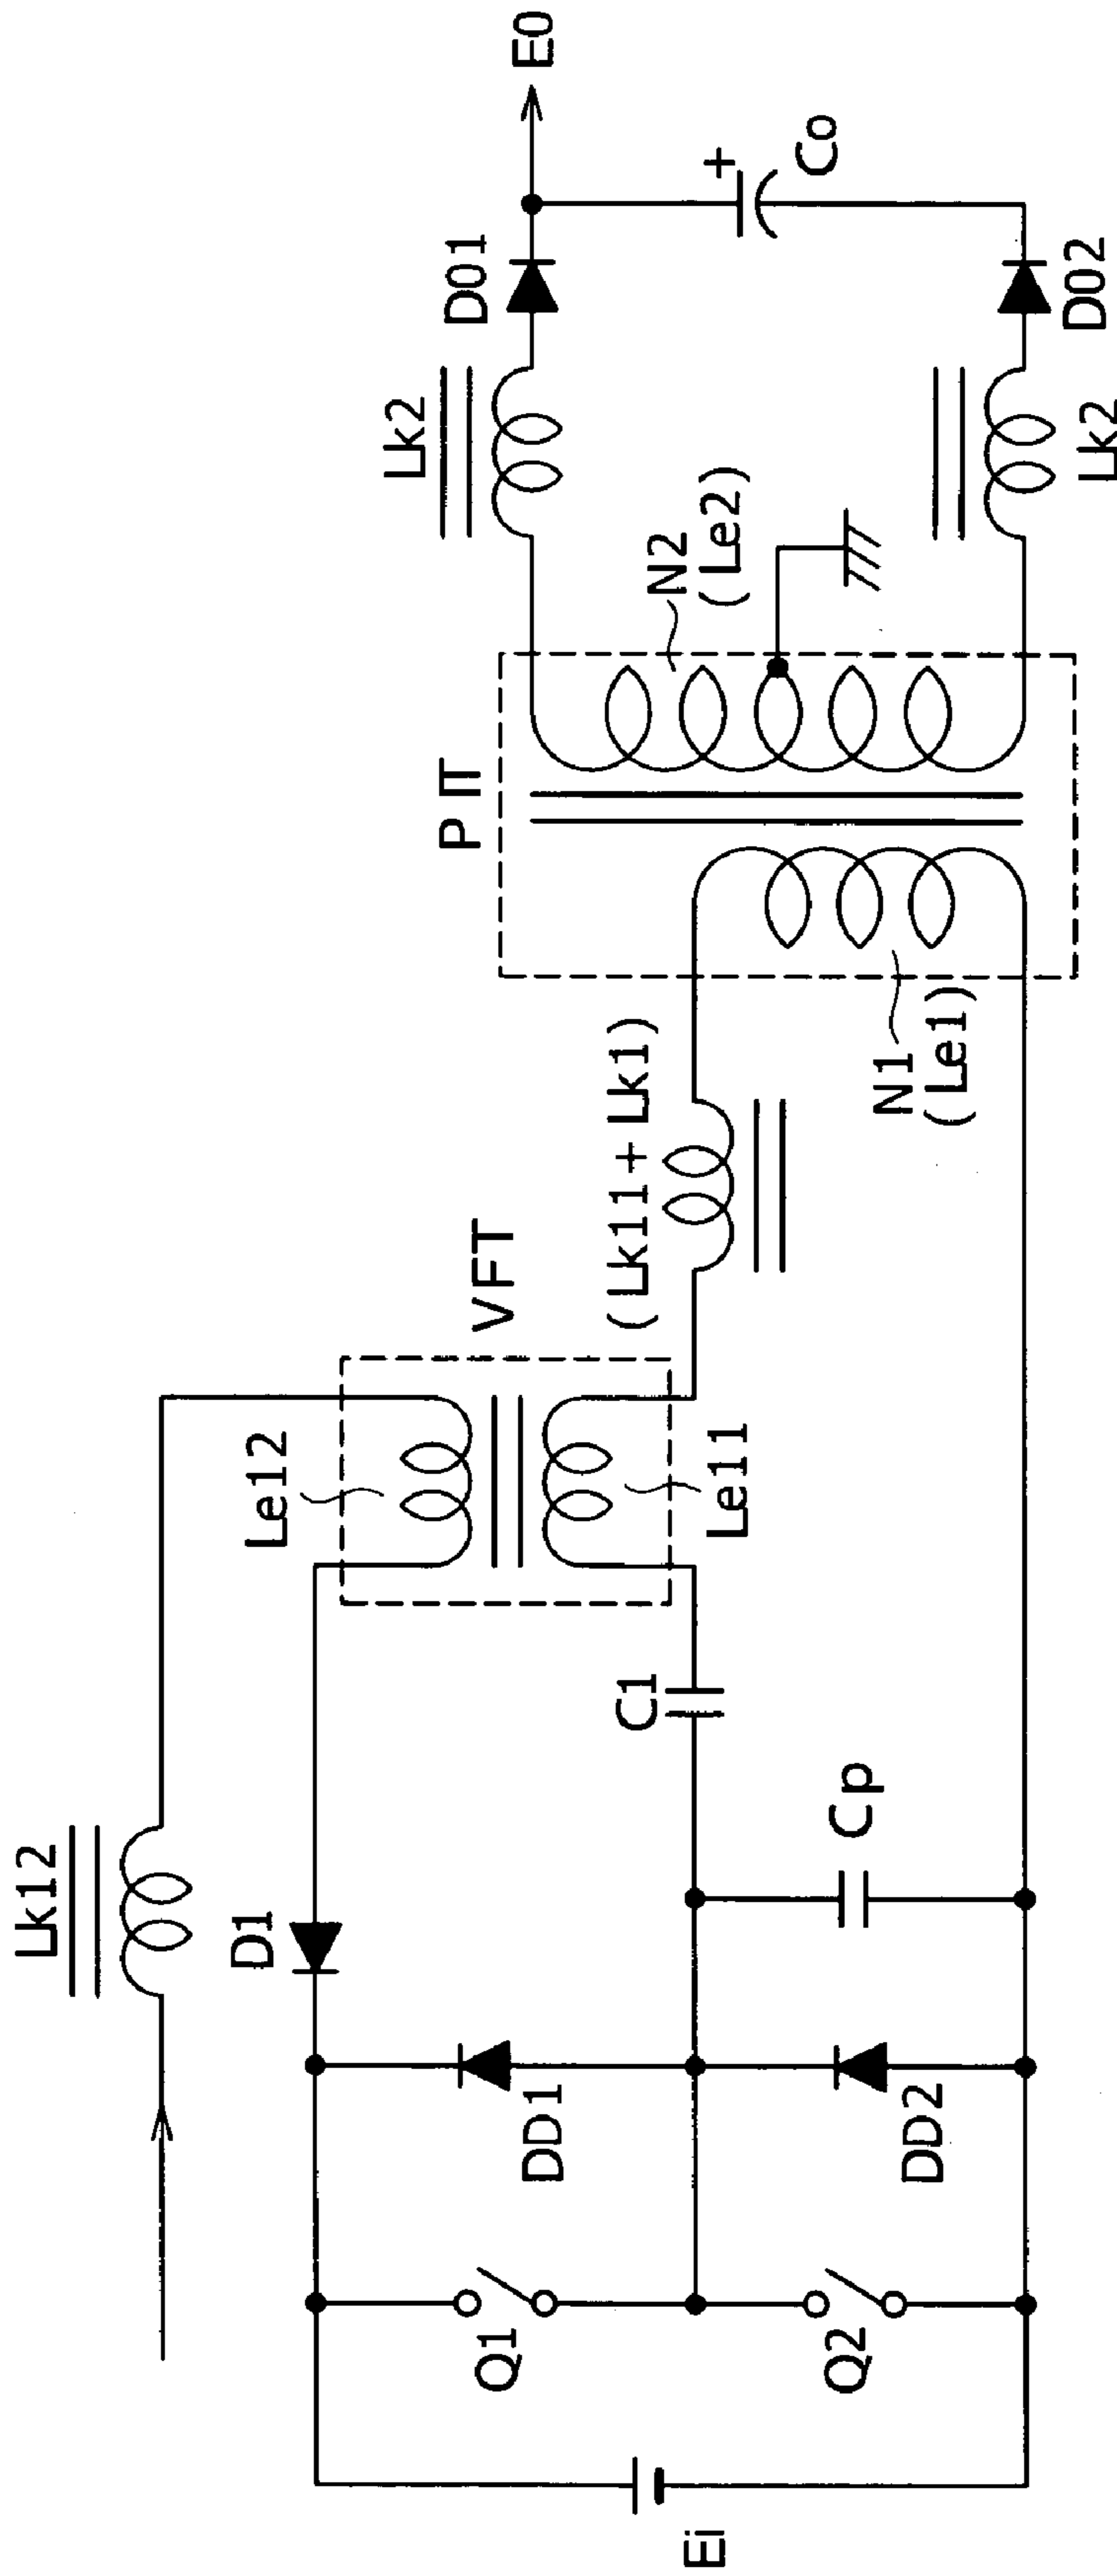 Lk12
Le12
VFT
D1
Le11
(Lk11+Lk1)
C1
Cp
DD1
DD2
Q1
Q2
Ei
PIT
N1
(Le1)
N2
(Le2)
Lk2
D01
E0
+
Co
Lk2
D02